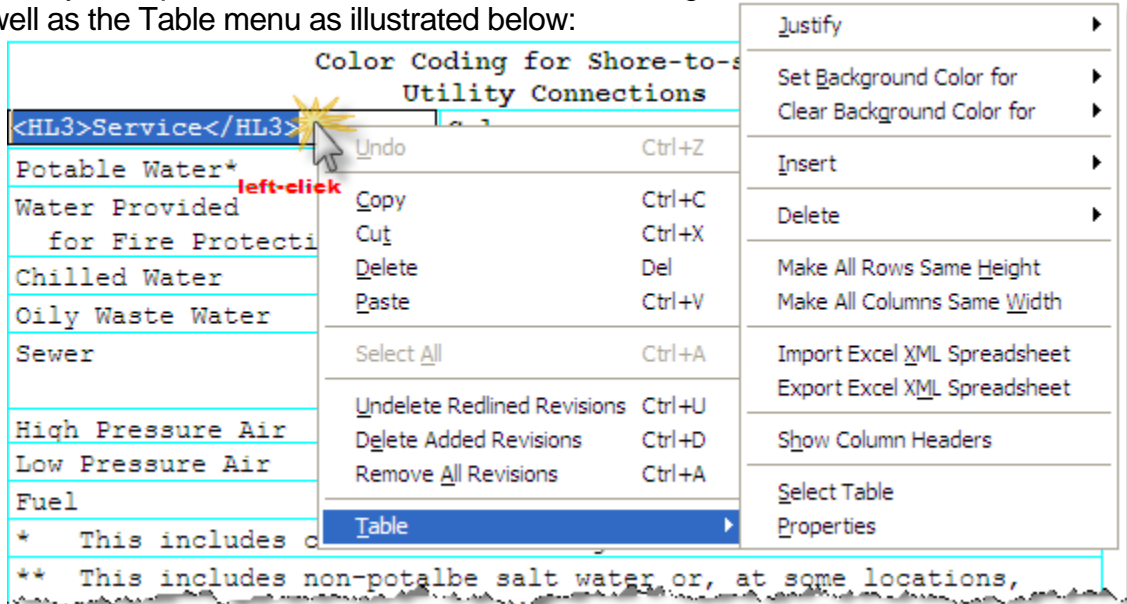 well as the Table menu as illustrated below:
Color Coding for Shore-to-s
Utility Connections
<HL3>Service</HL3>
Potable Water*
left-click
Water Provided
for Fire Protecti
Chilled Water
Oily Waste Water
Sewer
High Pressure Air
Low Pressure Air
Fuel
* This includes c
** This includes non-potalbe salt water or, at some locations,
Undo Ctrl+Z
Copy Ctrl+C
Cut Ctrl+X
Delete Del
Paste Ctrl+V
Select All Ctrl+A
Undelete Redlined Revisions Ctrl+U
Delete Added Revisions Ctrl+D
Remove All Revisions Ctrl+A
Table
Justify
Set Background Color for
Clear Background Color for
Insert
Delete
Make All Rows Same Height
Make All Columns Same Width
Import Excel XML Spreadsheet
Export Excel XML Spreadsheet
Show Column Headers
Select Table
Properties